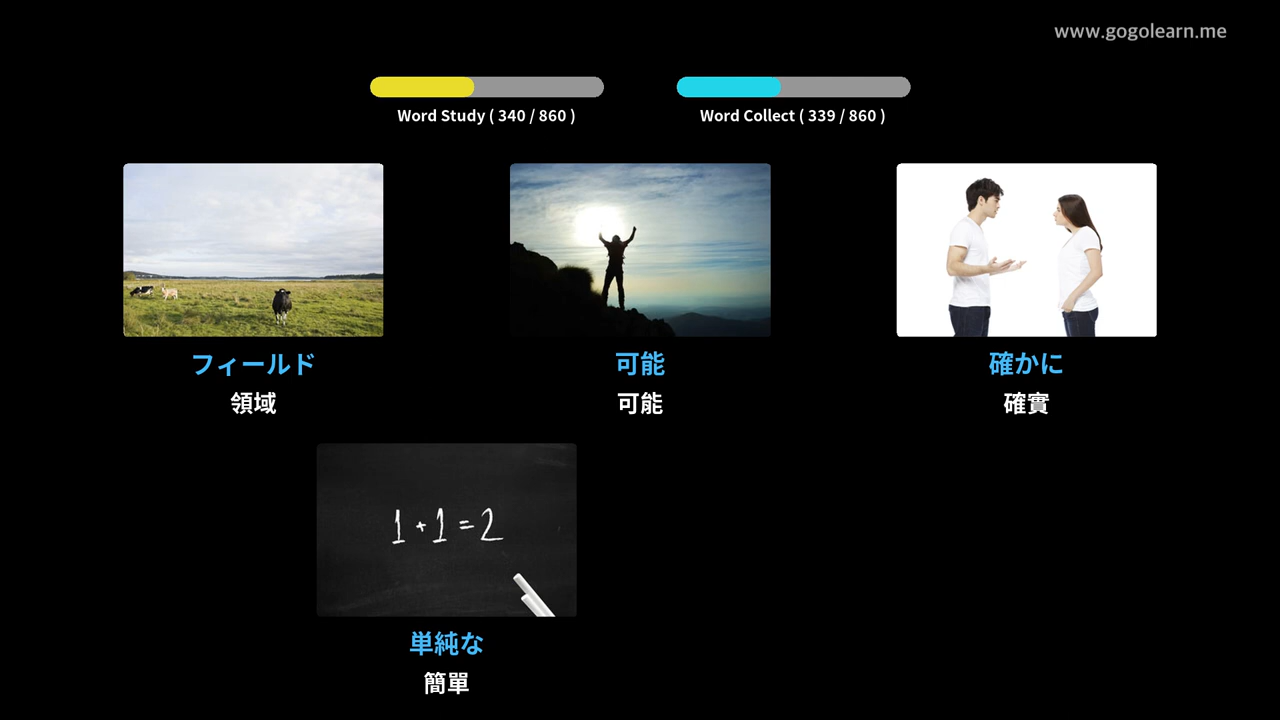 www.gogolearn.me
Word Study ( 340 / 860 )
Word Collect ( 339 / 860 )
フィールド
領域
可能
可能
確かに
確實
1+1=2
単純な
簡單